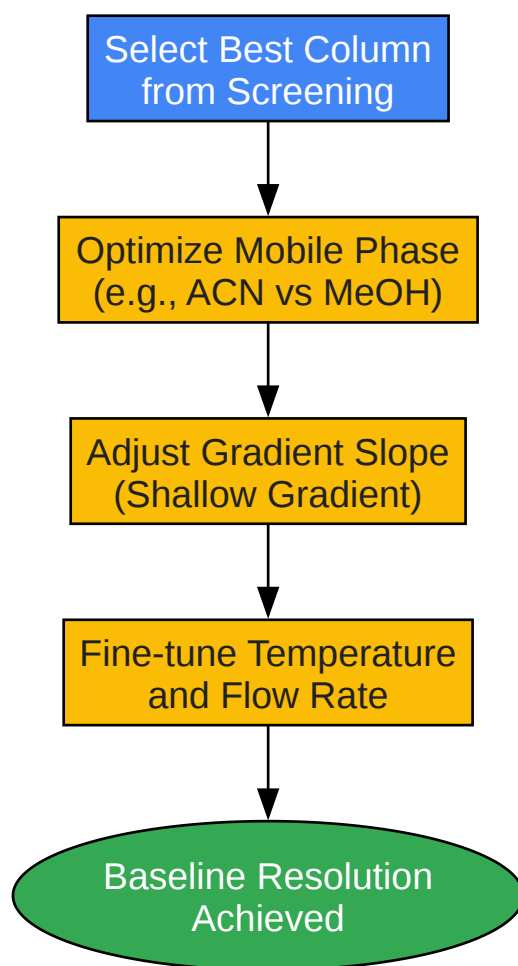 Select Best Column
from Screening
Optimize Mobile Phase
(e.g., ACN vs MeOH)
Adjust Gradient Slope
(Shallow Gradient)
Fine-tune Temperature
and Flow Rate
Baseline Resolution
Achieved